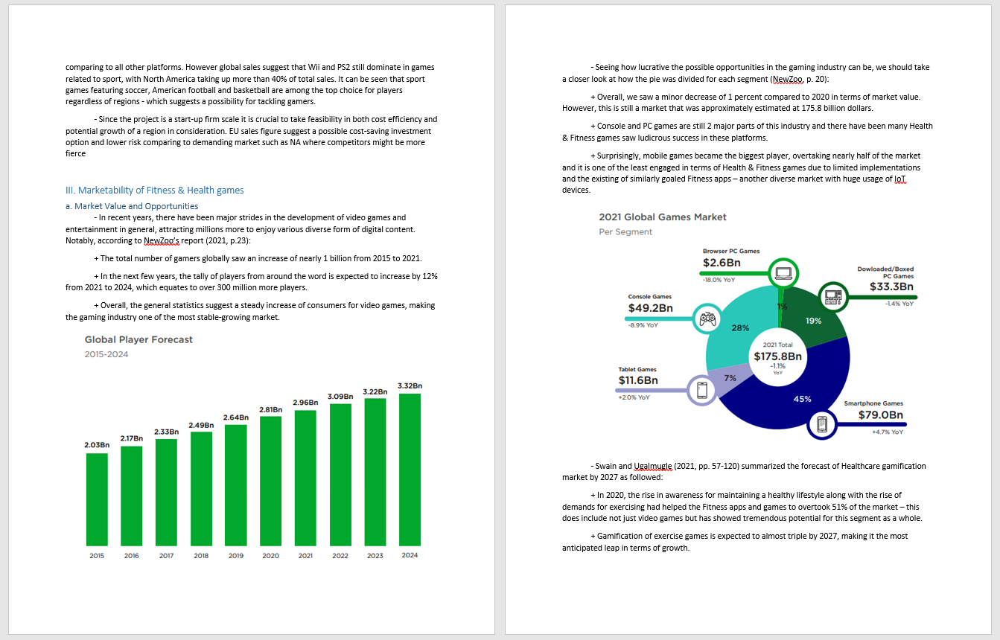 comparing to all other platforms. However global sales suggest that Wii and PS2 still dominate in games
related to sport, with North America taking up more than 40% of total sales. It can be seen that sport
games featuring soccer, American football and basketball are among the top choice for players
regardless of regions - which suggests a possibility for tackling gamers.
- Since the project is a start-up firm scale it is crucial to take feasibility in both cost efficiency and
potential growth of a region in consideration. EU sales figure suggest a possible cost-saving investment
option and lower risk comparing to demanding market such as NA where competitors might be more
fierce
III. Marketability of Fitness & Health games
a. Market Value and Opportunities
- In recent years, there have been major strides in the development of video games and
entertainment in general, attracting millions more to enjoy various diverse form of digital content.
Notably, according to NewZoo's report (2021, p.23):
+ The total number of gamers globally saw an increase of nearly 1 billion from 2015 to 2021.
+ In the next few years, the tally of players from around the word is expected to increase by 12%
from 2021 to 2024, which equates to over 300 million more players.
+ Overall, the general statistics suggest a steady increase of consumers for video games, making
the gaming industry one of the most stable-growing market.
Global Player Forecast
2015-2024
2.03Bn 2.17Bn 2.33Bn 2.49Bn 2.64Bn 2.81Bn 2.96Bn 3.09Bn 3.22Bn 3.32Bn
2015 2016 2017 2018 2019 2020 2021 2022 2023 2024
- Seeing how lucrative the possible opportunities in the gaming industry can be, we should take
a closer look at how the pie was divided for each segment (NewZoo, p. 20):
+ Overall, we saw a minor decrease of 1 percent compared to 2020 in terms of market value.
However, this is still a market that was approximately estimated at 175.8 billion dollars.
+ Console and PC games are still 2 major parts of this industry and there have been many Health
& Fitness games saw ludicrous success in these platforms.
+ Surprisingly, mobile games became the biggest player, overtaking nearly half of the market
and it is one of the least engaged in terms of Health & Fitness games due to limited implementations
and the existing of similarly goaled Fitness apps – another diverse market with huge usage of IoT
devices.
2021 Global Games Market
Per Segment
Browser PC Games
$2.6Bn
-18.0% YoY
Dowloaded/Boxed
PC Games
$33.3Bn
-1.4% YoY
Console Games
$49.2Bn
-8.9% YoY
1%
19%
28%
2021 Total
$175.8Bn
-1.1%
YoY
Tablet Games
$11.6Bn
+2.0% YoY
7%
45%
Smartphone Games
$79.0Bn
+4.7% YoY
- Swain and Ugalmugle (2021, pp. 57-120) summarized the forecast of Healthcare gamification
market by 2027 as followed:
+ In 2020, the rise in awareness for maintaining a healthy lifestyle along with the rise of
demands for exercising had helped the Fitness apps and games to overtook 51% of the market – this
does include not just video games but has showed tremendous potential for this segment as a whole.
+ Gamification of exercise games is expected to almost triple by 2027, making it the most
anticipated leap in terms of growth.